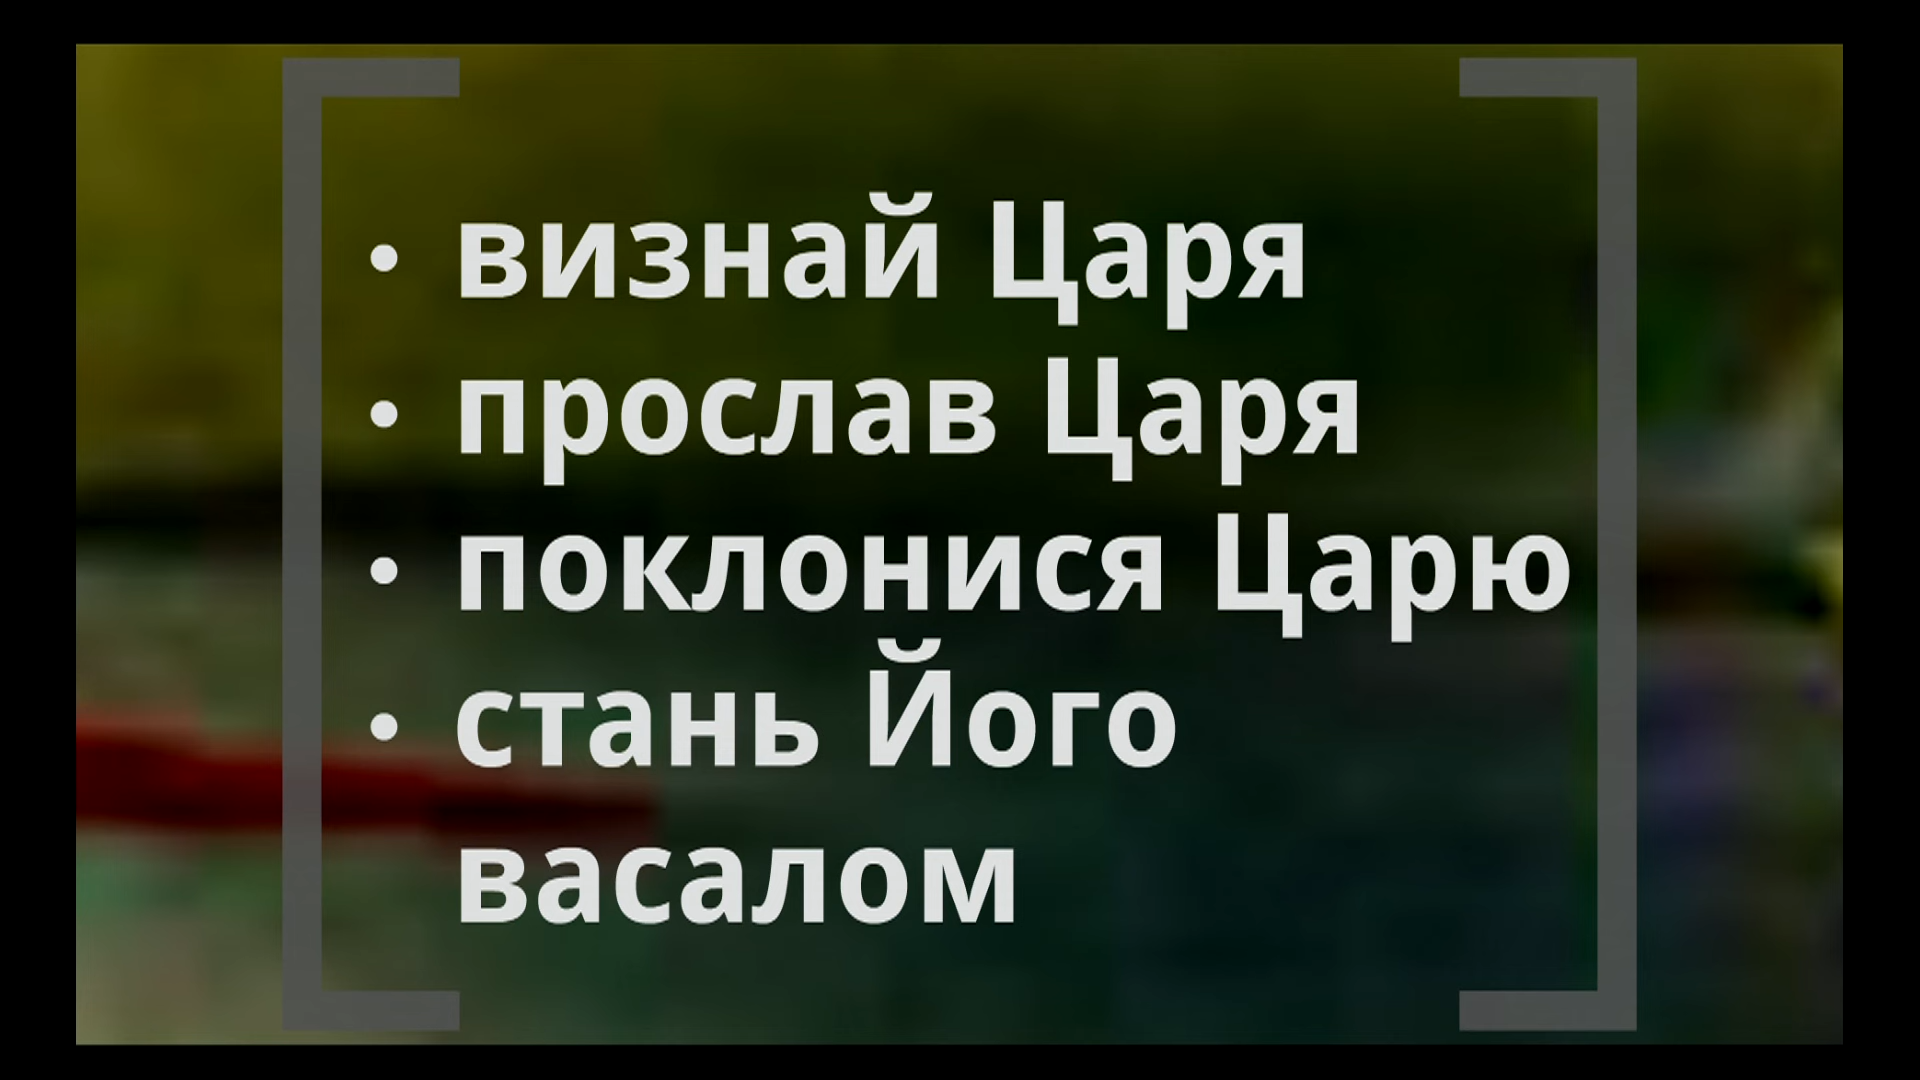 • визнай Царя
• прослав Царя
• поклонися Царю
• стань Його
васалом